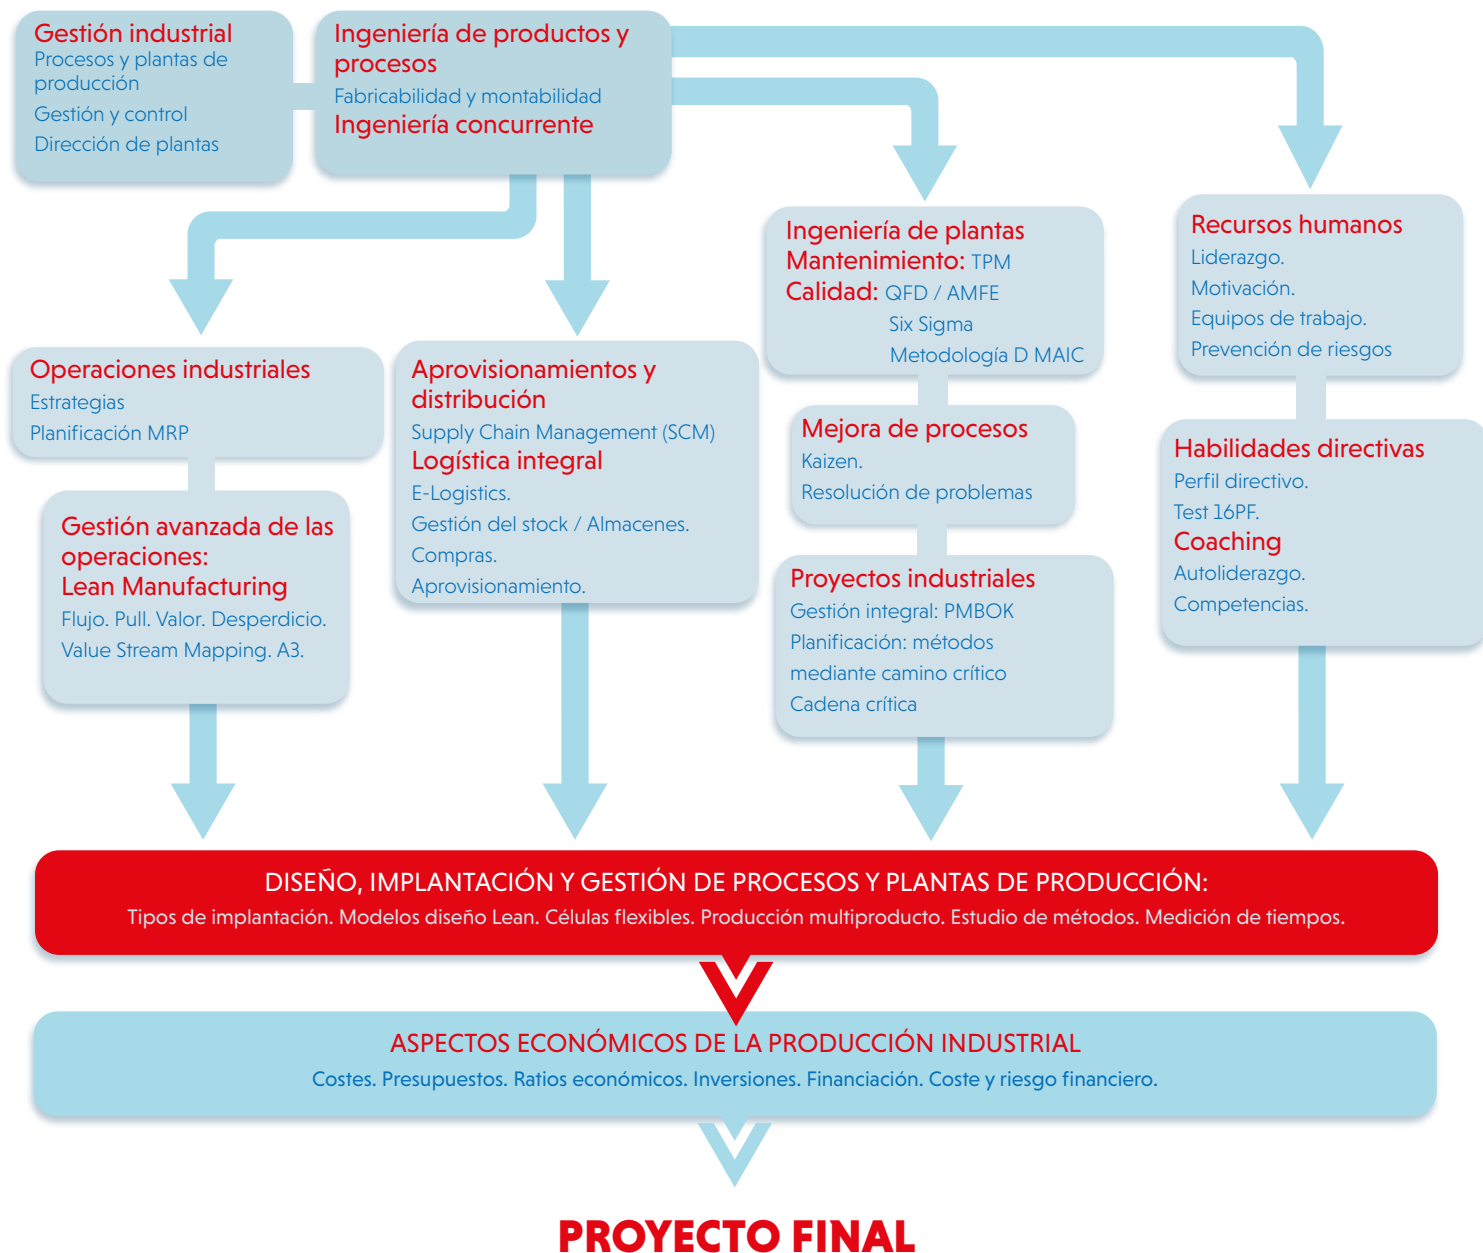 Gestión industrial
Procesos y plantas de
producción
Gestión y control
Dirección de plantas
Ingeniería de productos y
procesos
Fabricabilidad y montabilidad
Ingeniería concurrente
Operaciones industriales
Estrategias
Planificación MRP
Gestión avanzada de las
operaciones:
Lean Manufacturing
Flujo. Pull. Valor. Desperdicio.
Value Stream Mapping. A3.
Aprovisionamientos y
distribución
Supply Chain Management (SCM)
Logística integral
E-Logistics.
Gestión del stock / Almacenes.
Compras.
Aprovisionamiento.
Ingeniería de plantas
Mantenimiento: TPM
Calidad: QFD / AMFE
Six Sigma
Metodología D MAIC
Mejora de procesos
Kaizen.
Resolución de problemas
Proyectos industriales
Gestión integral: PMBOK
Planificación: métodos
mediante camino crítico
Cadena crítica
Recursos humanos
Liderazgo.
Motivación.
Equipos de trabajo.
Prevención de riesgos
Habilidades directivas
Perfil directivo.
Test 16PF.
Coaching
Autoliderazgo.
Competencias.
DISEÑO, IMPLANTACIÓN Y GESTIÓN DE PROCESOS Y PLANTAS DE PRODUCCIÓN:
Tipos de implantación. Modelos diseño Lean. Células flexibles. Producción multiproducto. Estudio de métodos. Medición de tiempos.
ASPECTOS ECONÓMICOS DE LA PRODUCCIÓN INDUSTRIAL
Costes. Presupuestos. Ratios económicos. Inversiones. Financiación. Coste y riesgo financiero.
PROYECTO FINAL